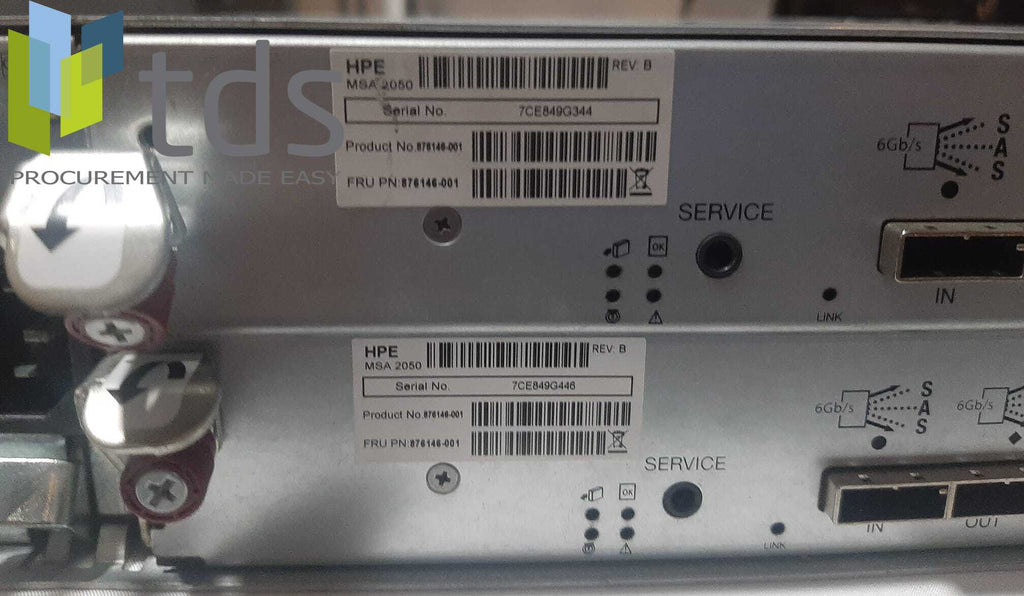 tds
PROCUREMENT MADE EASY
HPE
REV: B
MSA 2050
Serial No. 7CE849G344
Product No.876146-001
FRU PN:876146-001
6Gb/s
SAS
SERVICE
OK
IN
LINK
HPE
REV: B
MSA 2050
Serial No. 7CE849G446
Product No.876146-001
FRU PN:876146-001
6Gb/s
SAS
6Gb/s
SERVICE
OK
IN
OUT
LINK